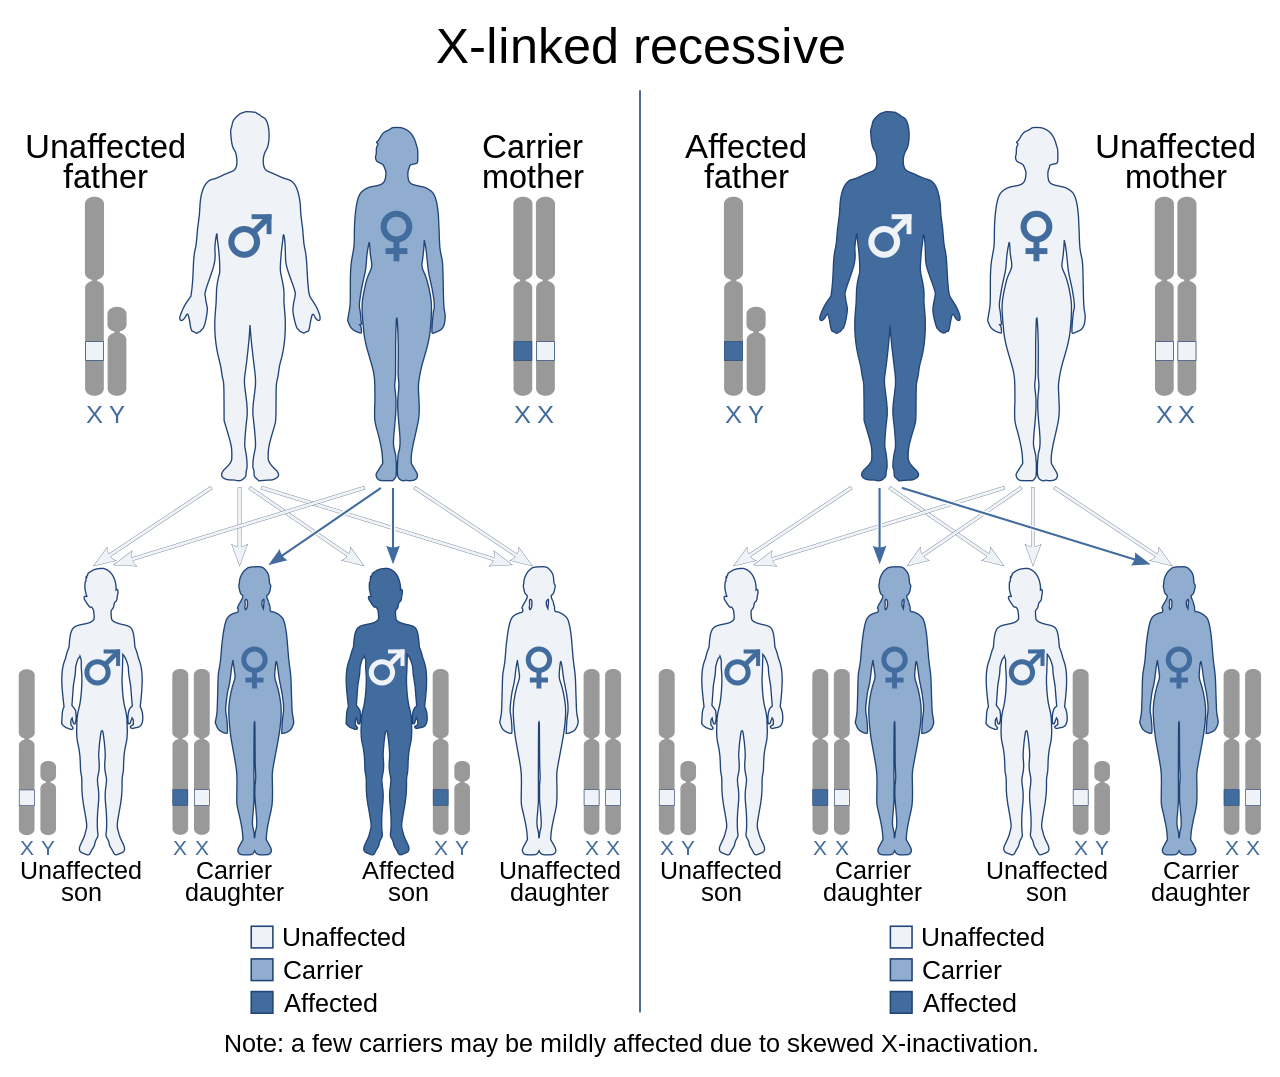 X-linked recessive
Unaffected
father
X Y
Carrier
mother
X X
Affected
father
X Y
Unaffected
mother
X X
X Y
Unaffected
son
X X
Carrier
daughter
X Y
Affected
son
X X
Unaffected
daughter
X Y
Unaffected
son
X X
Carrier
daughter
X Y
Unaffected
son
X X
Carrier
daughter
Unaffected
Carrier
Affected
Unaffected
Carrier
Affected
Note: a few carriers may be mildly affected due to skewed X-inactivation.